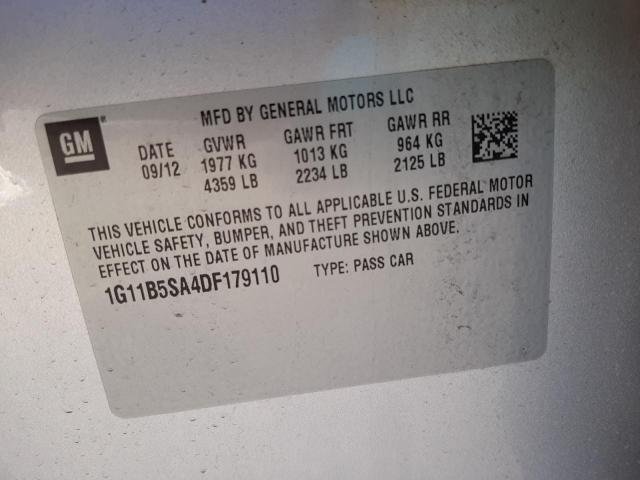 MFD BY GENERAL MOTORS LLC
GM
DATE GVWR GAWR FRT GAWR RR
09/12 1977 KG 1013 KG 964 KG
4359 LB 2234 LB 2125 LB
THIS VEHICLE CONFORMS TO ALL APPLICABLE U.S. FEDERAL MOTOR
VEHICLE SAFETY, BUMPER, AND THEFT PREVENTION STANDARDS IN
EFFECT ON THE DATE OF MANUFACTURE SHOWN ABOVE.
1G11B5SA4DF179110 TYPE: PASS CAR